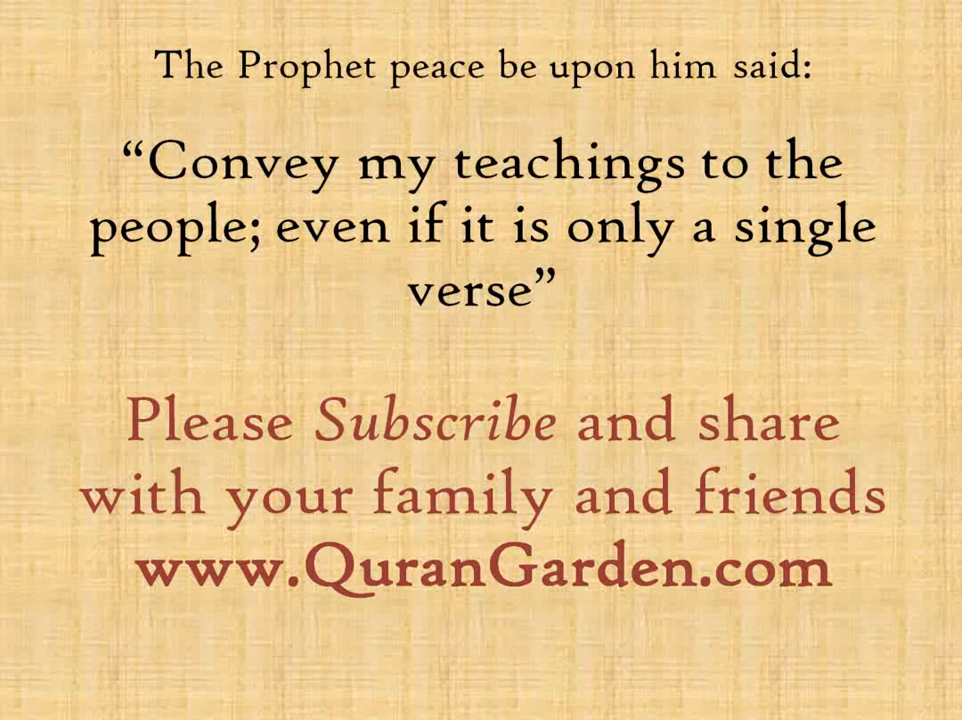 The Prophet peace be upon him said:
“Convey my teachings to the
people; even if it is only a single
verse”
Please Subscribe and share
with your family and friends
www.QuranGarden.com